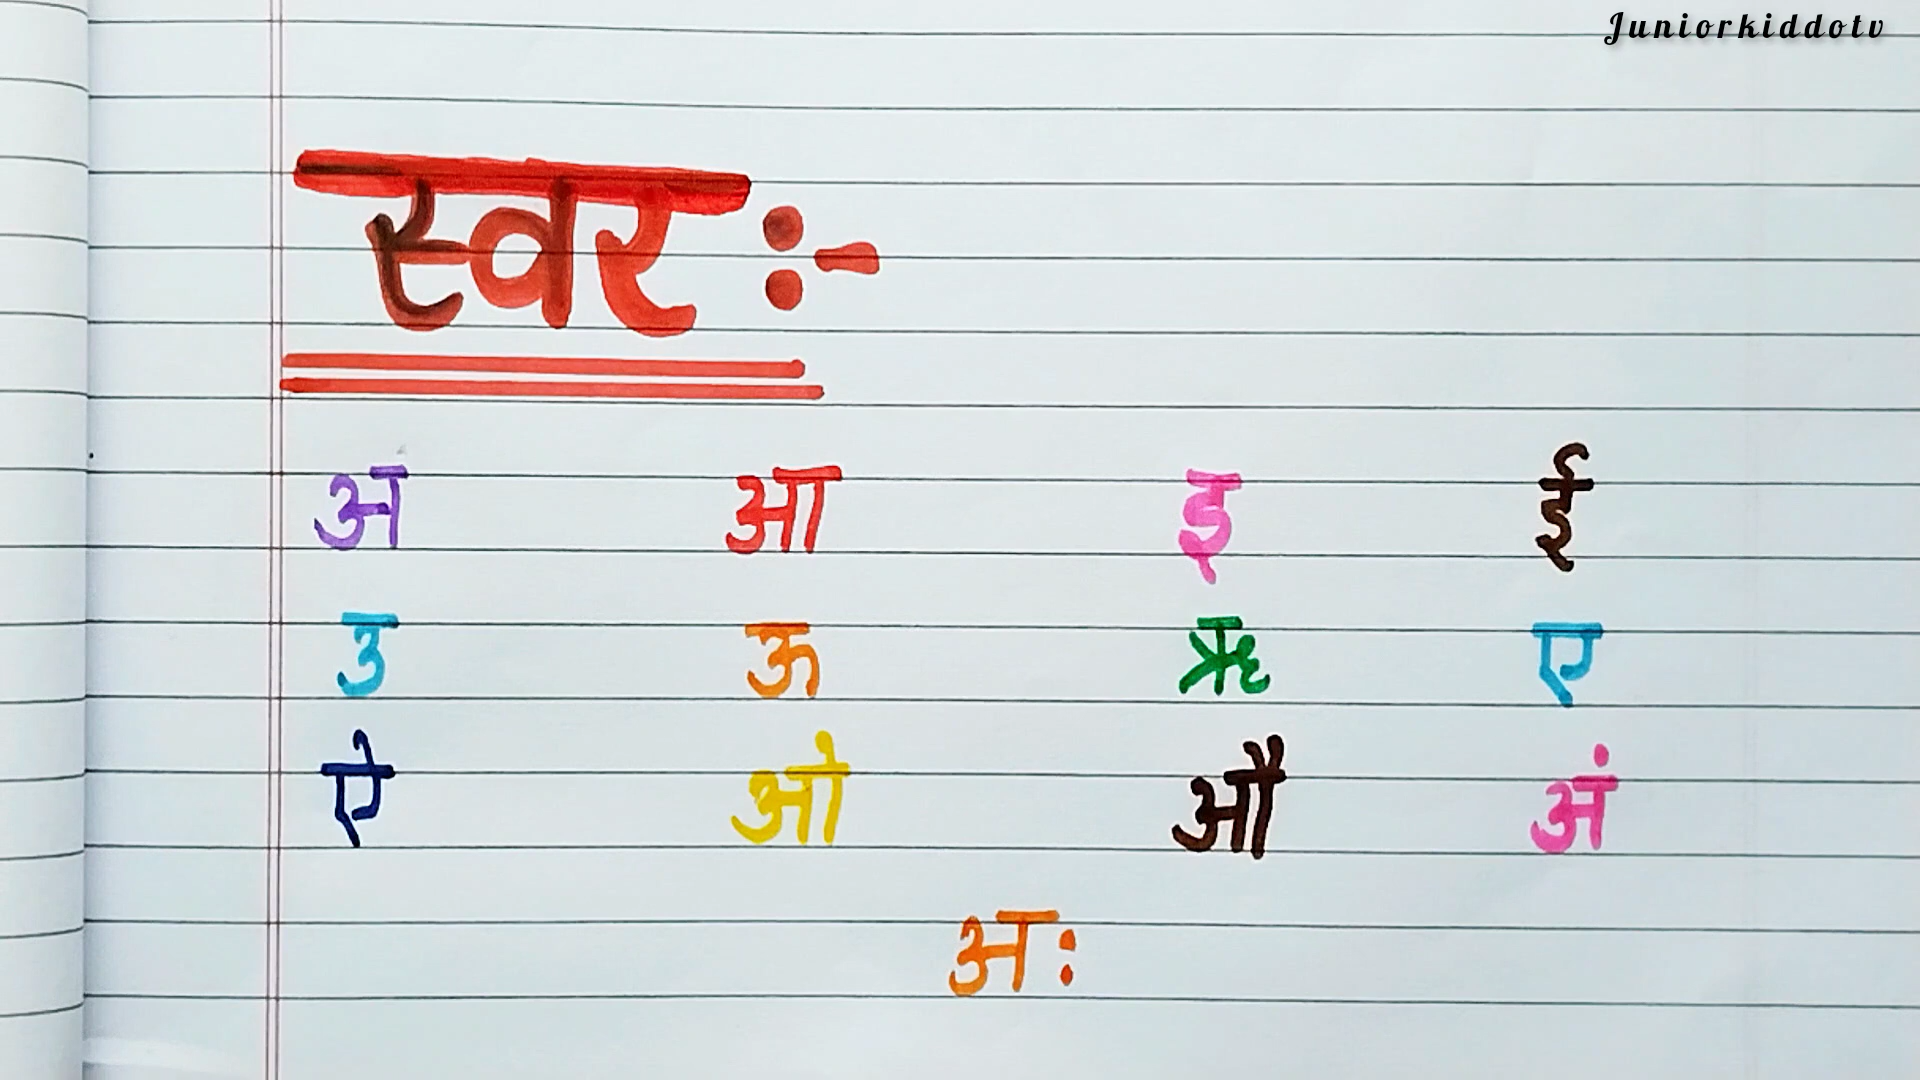 Juniorkiddotv
स्वर :-
अ आ इ ई
उ ऊ ऋ ए
ऐ ओ औ अं
अः